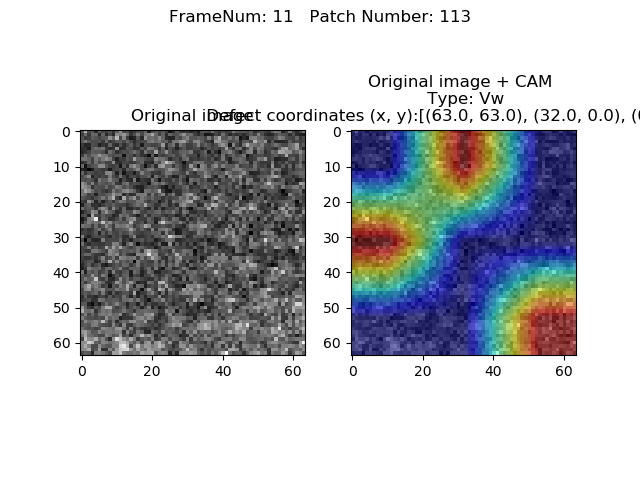 FrameNum: 11   Patch Number: 113
Original image
Original image + CAM
Type: Vw
Defect coordinates (x, y):[(63.0, 63.0), (32.0, 0.0), (
0
10
20
30
40
50
60
0 20 40 60
0
10
20
30
40
50
60
0 20 40 60